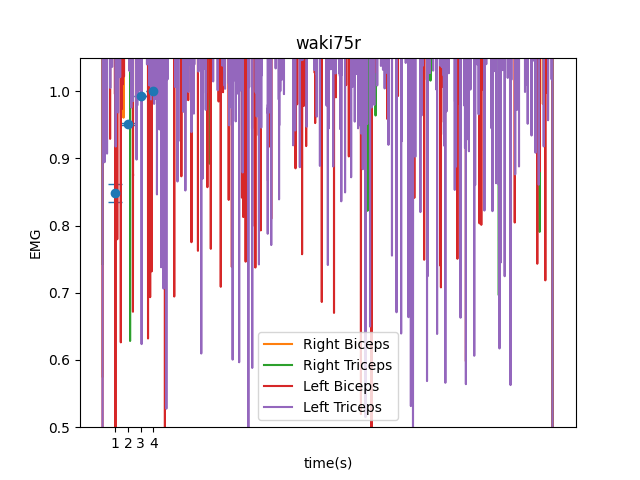 waki75r
1.0
0.9
0.8
0.7
0.6
0.5
EMG
Right Biceps
Right Triceps
Left Biceps
Left Triceps
1 2 3 4
time(s)